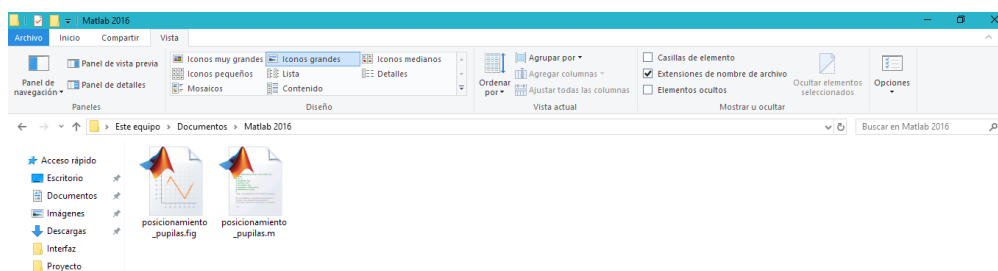 Matlab 2016
Archivo Inicio Compartir Vista
Panel de navegación
Panel de vista previa
Panel de detalles
Paneles
Iconos muy grandes Iconos grandes Iconos medianos
Iconos pequeños Lista Detalles
Mosaicos Contenido
Diseño
Ordenar por
Agrupar por
Agregar columnas
Ajustar todas las columnas
Vista actual
Casillas de elemento
Extensiones de nombre de archivo
Elementos ocultos
Ocultar elementos seleccionados
Mostrar u ocultar
Opciones
Este equipo > Documentos > Matlab 2016
Buscar en Matlab 2016
Acceso rápido
Escritorio
Documentos
Imágenes
Descargas
Interfaz
Proyecto
posicionamiento
_pupilas.fig
posicionamiento
_pupilas.m